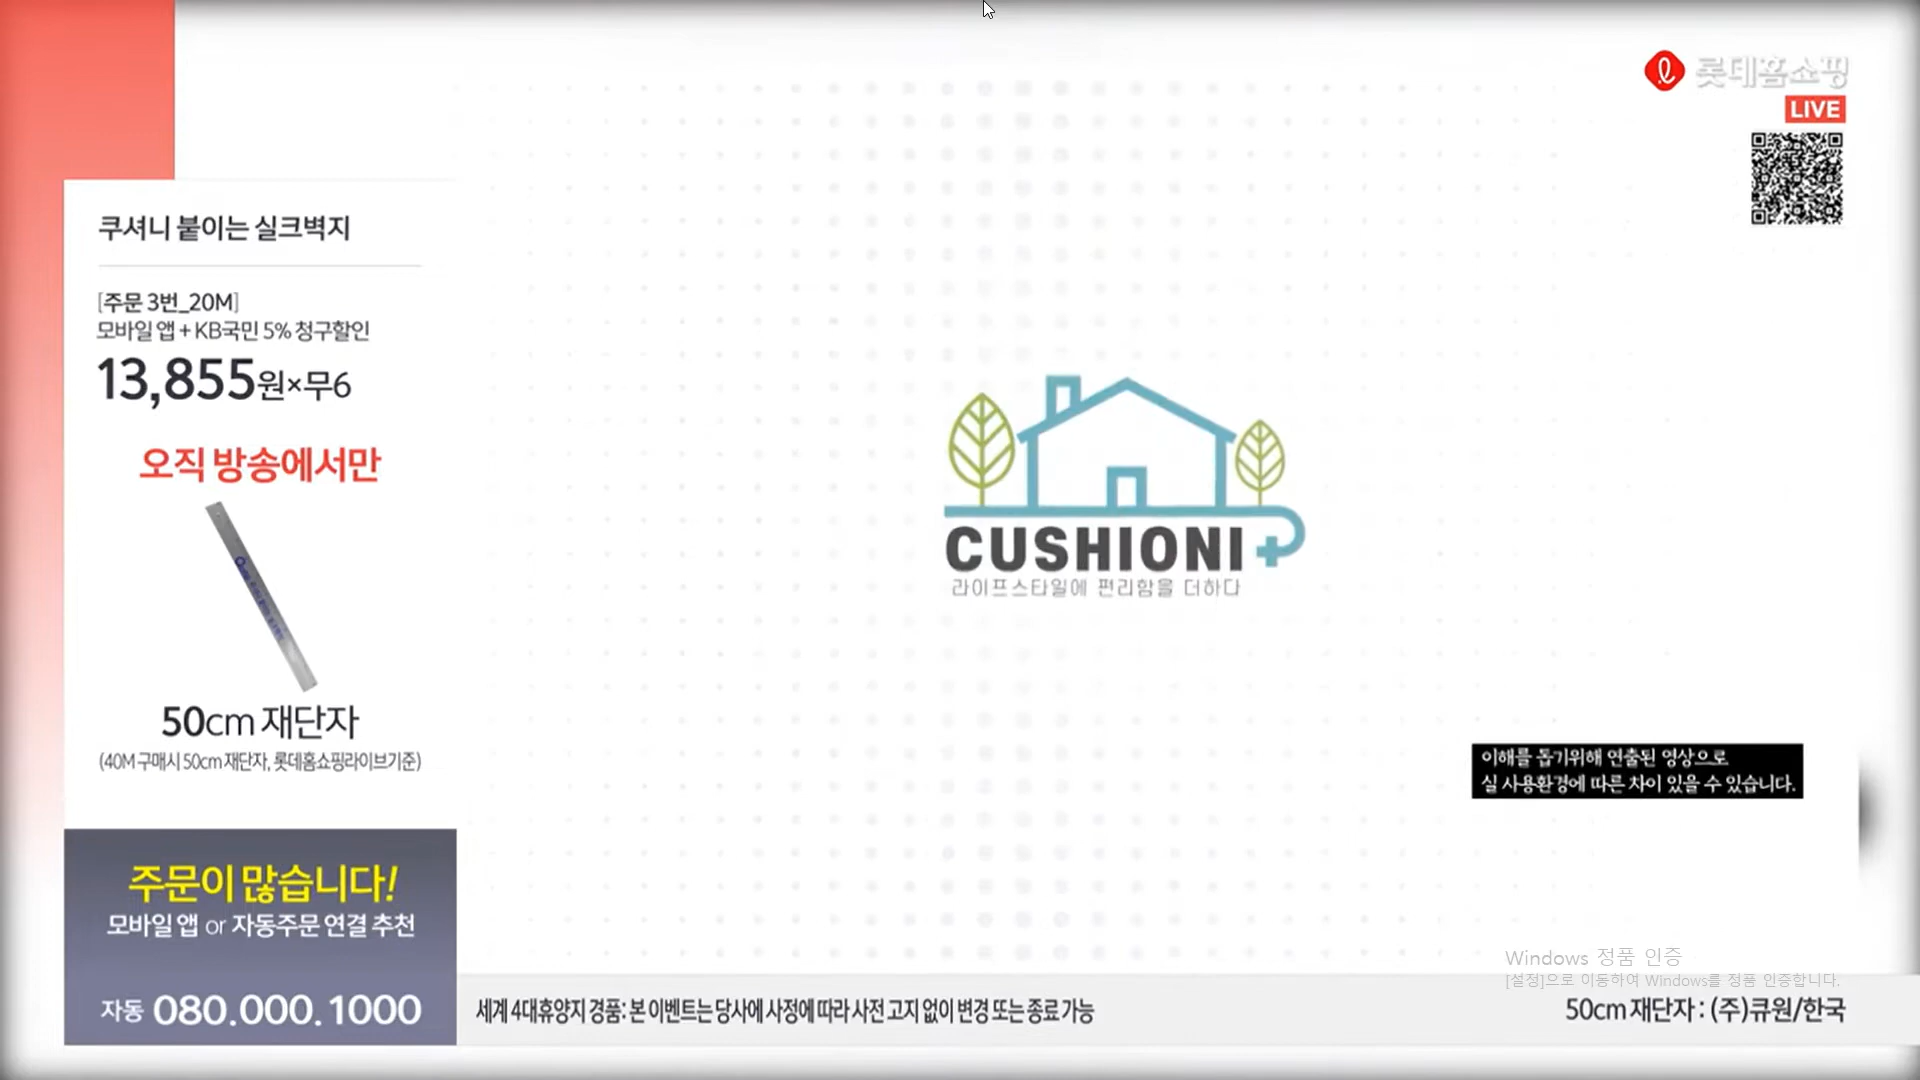 롯데홈쇼핑
LIVE
쿠셔니 붙이는 실크벽지
[주문 3번_20M]
모바일 앱 + KB국민 5% 청구할인
13,855원×무6
오직 방송에서만
50cm 재단자
(40M 구매시 50cm 재단자, 롯데홈쇼핑라이브기준)
주문이 많습니다!
모바일 앱 or 자동주문 연결 추천
자동 080.000.1000
CUSHIONI
라이프스타일에 편리함을 더하다
이해를 돕기위해 연출된 영상으로
실 사용환경에 따른 차이 있을 수 있습니다.
Windows 정품 인증
[설정]으로 이동하여 Windows를 정품 인증합니다.
세계 4대휴양지 경품: 본 이벤트는 당사에 사정에 따라 사전 고지 없이 변경 또는 종료 가능
50cm 재단자 : (주)큐원/한국